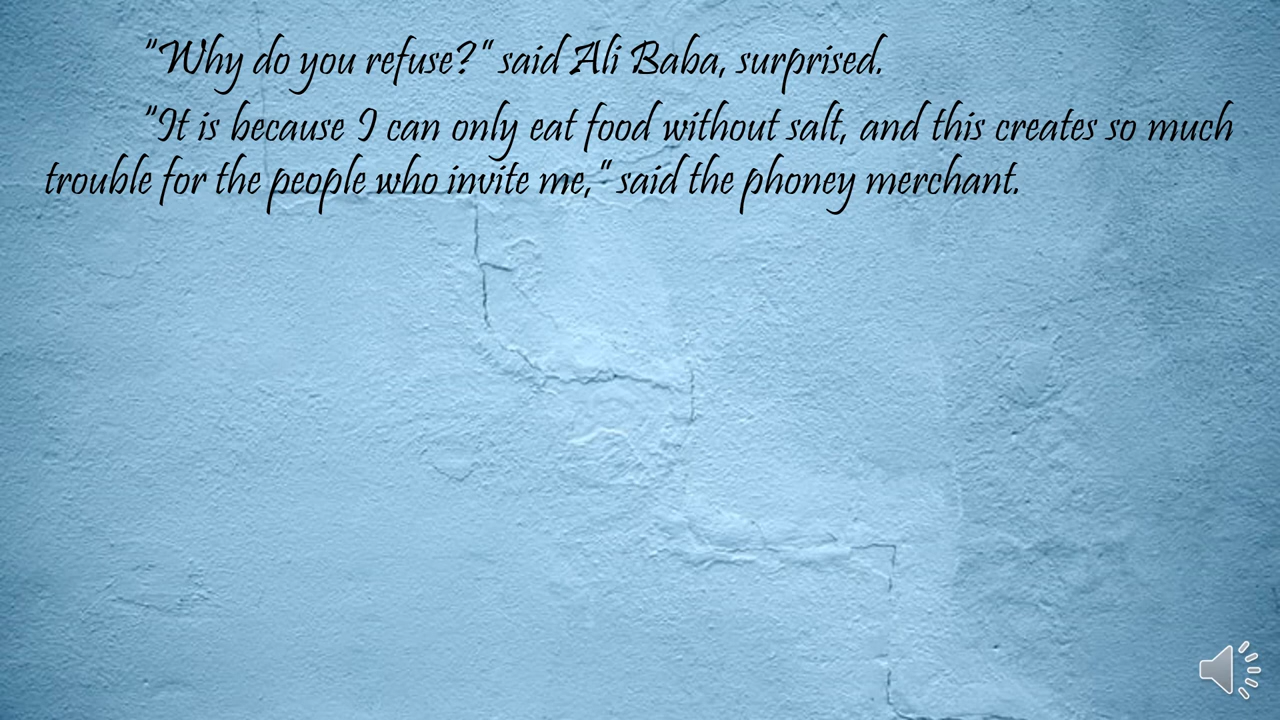 "Why do you refuse?" said Ali Baba, surprised.
"It is because I can only eat food without salt, and this creates so much
trouble for the people who invite me," said the phoney merchant.